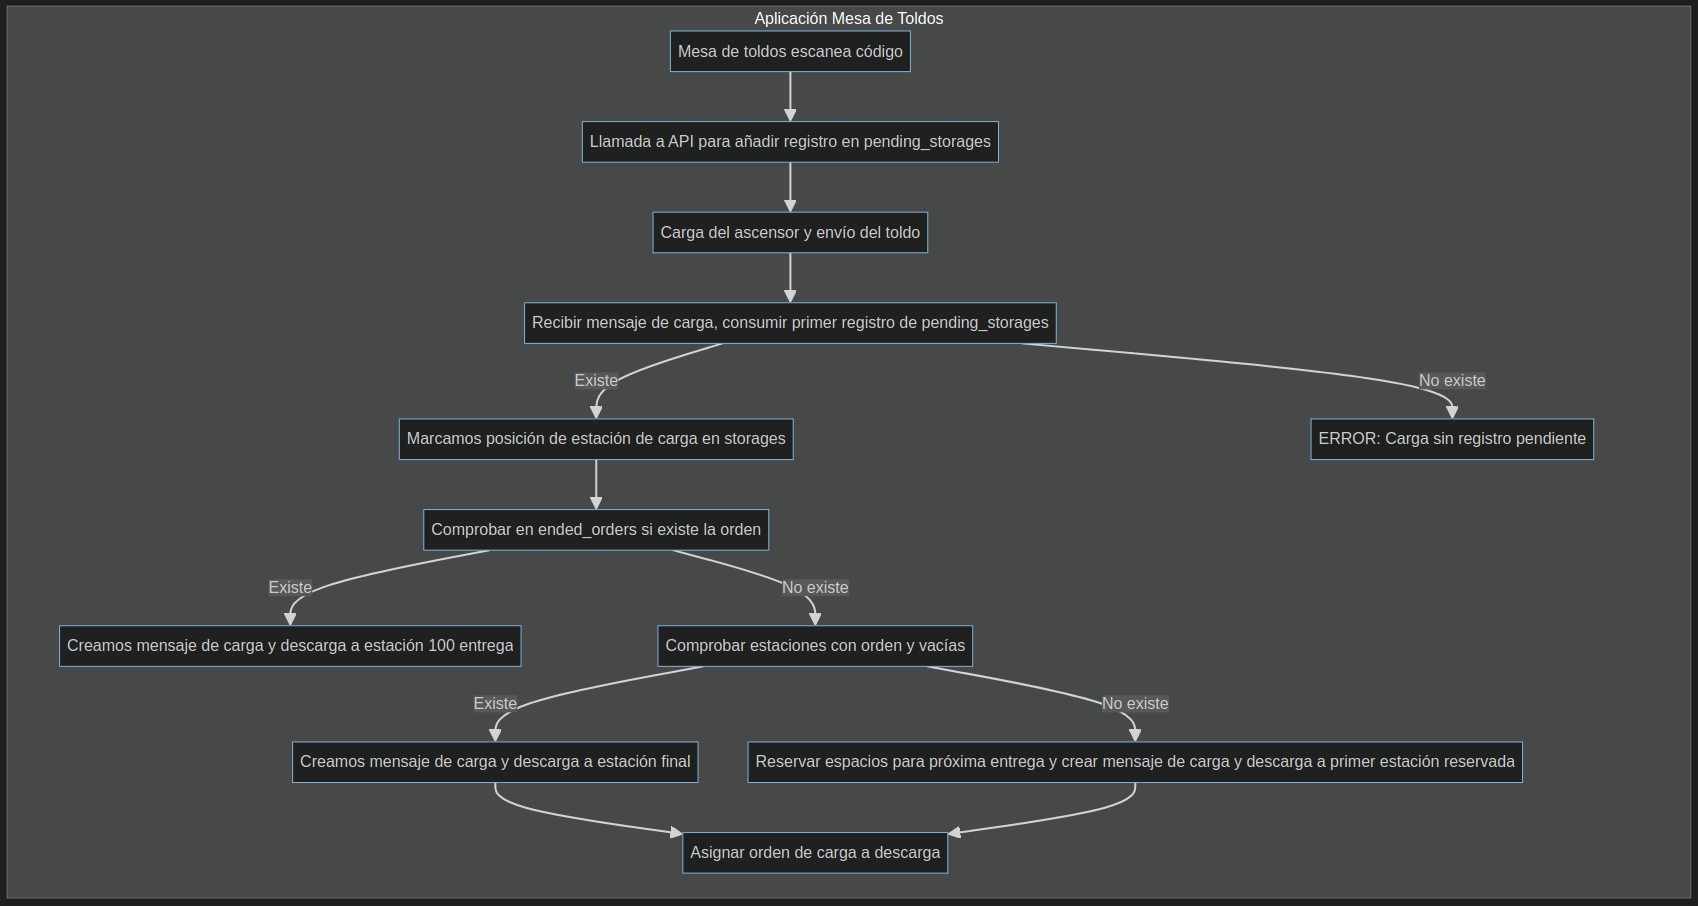 Aplicación Mesa de Toldos
Mesa de toldos escanea código
Llamada a API para añadir registro en pending_storages
Carga del ascensor y envío del toldo
Recibir mensaje de carga, consumir primer registro de pending_storages
Existe
No existe
Marcamos posición de estación de carga en storages
ERROR: Carga sin registro pendiente
Comprobar en ended_orders si existe la orden
Existe
No existe
Creamos mensaje de carga y descarga a estación 100 entrega
Comprobar estaciones con orden y vacías
Existe
No existe
Creamos mensaje de carga y descarga a estación final
Reservar espacios para próxima entrega y crear mensaje de carga y descarga a primer estación reservada
Asignar orden de carga a descarga